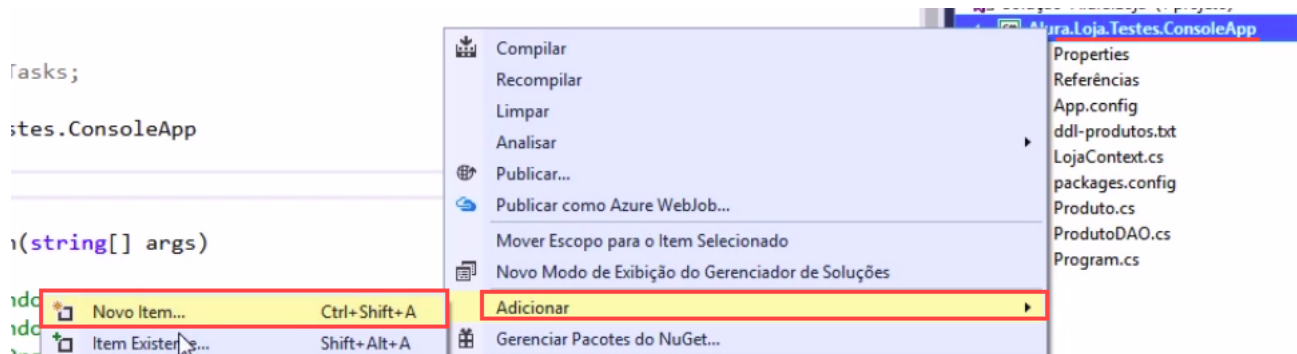 Alura.Loja.Testes.ConsoleApp
Tasks;
stes.ConsoleApp
(string[] args)
Compilar
Recompilar
Limpar
Analisar
Publicar...
Publicar como Azure WebJob...
Mover Escopo para o Item Selecionado
Novo Modo de Exibição do Gerenciador de Soluções
Adicionar
Gerenciar Pacotes do NuGet...
Novo Item... Ctrl+Shift+A
Item Existente... Shift+Alt+A
Properties
Referências
App.config
ddl-produtos.txt
LojaContext.cs
packages.config
Produto.cs
ProdutoDAO.cs
Program.cs